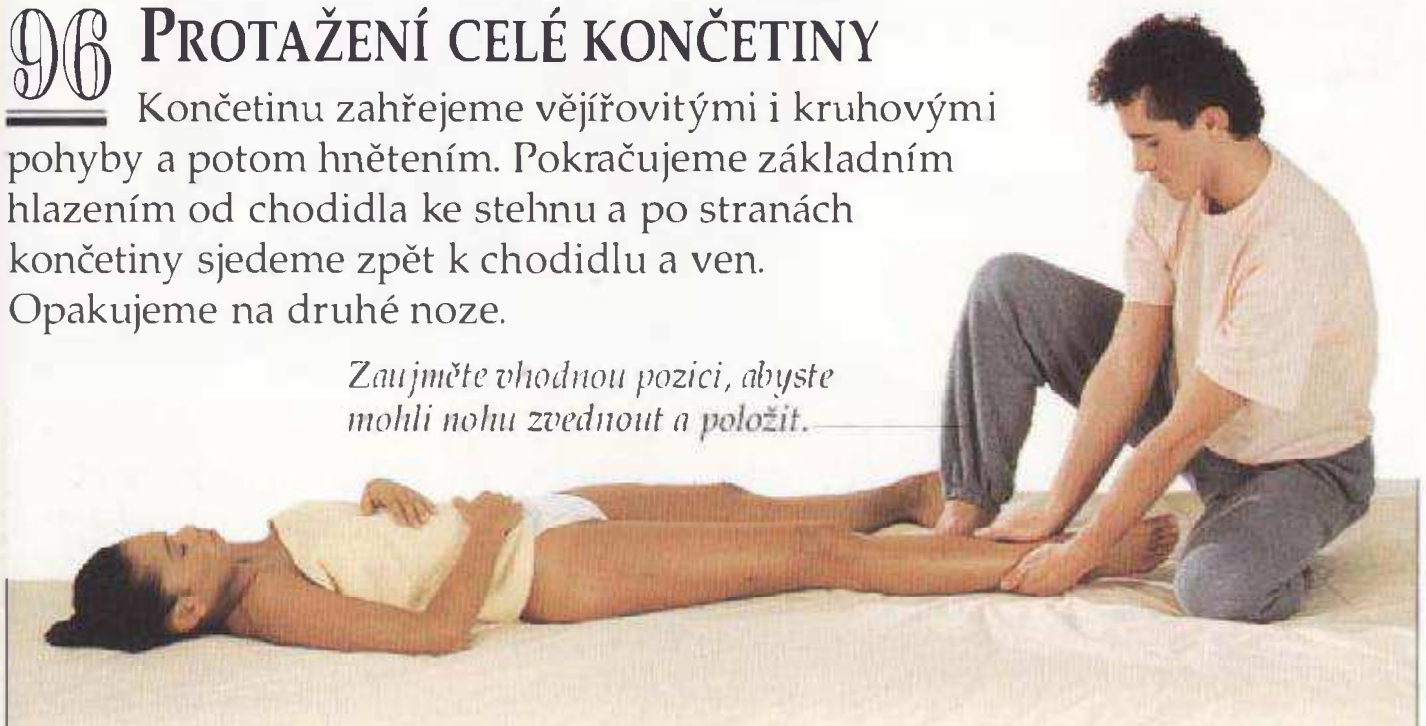 96 PROTAŽENÍ CELÉ KONČETINY
Končetinu zahřejeme vějířovitými i kruhovými
pohyby a potom hnětením. Pokračujeme základním
hlazením od chodidla ke stehnu a po stranách
končetiny sjedeme zpět k chodidlu a ven.
Opakujeme na druhé noze.
Zaujměte vhodnou pozici, abyste
mohli nohu zvednout a položit.